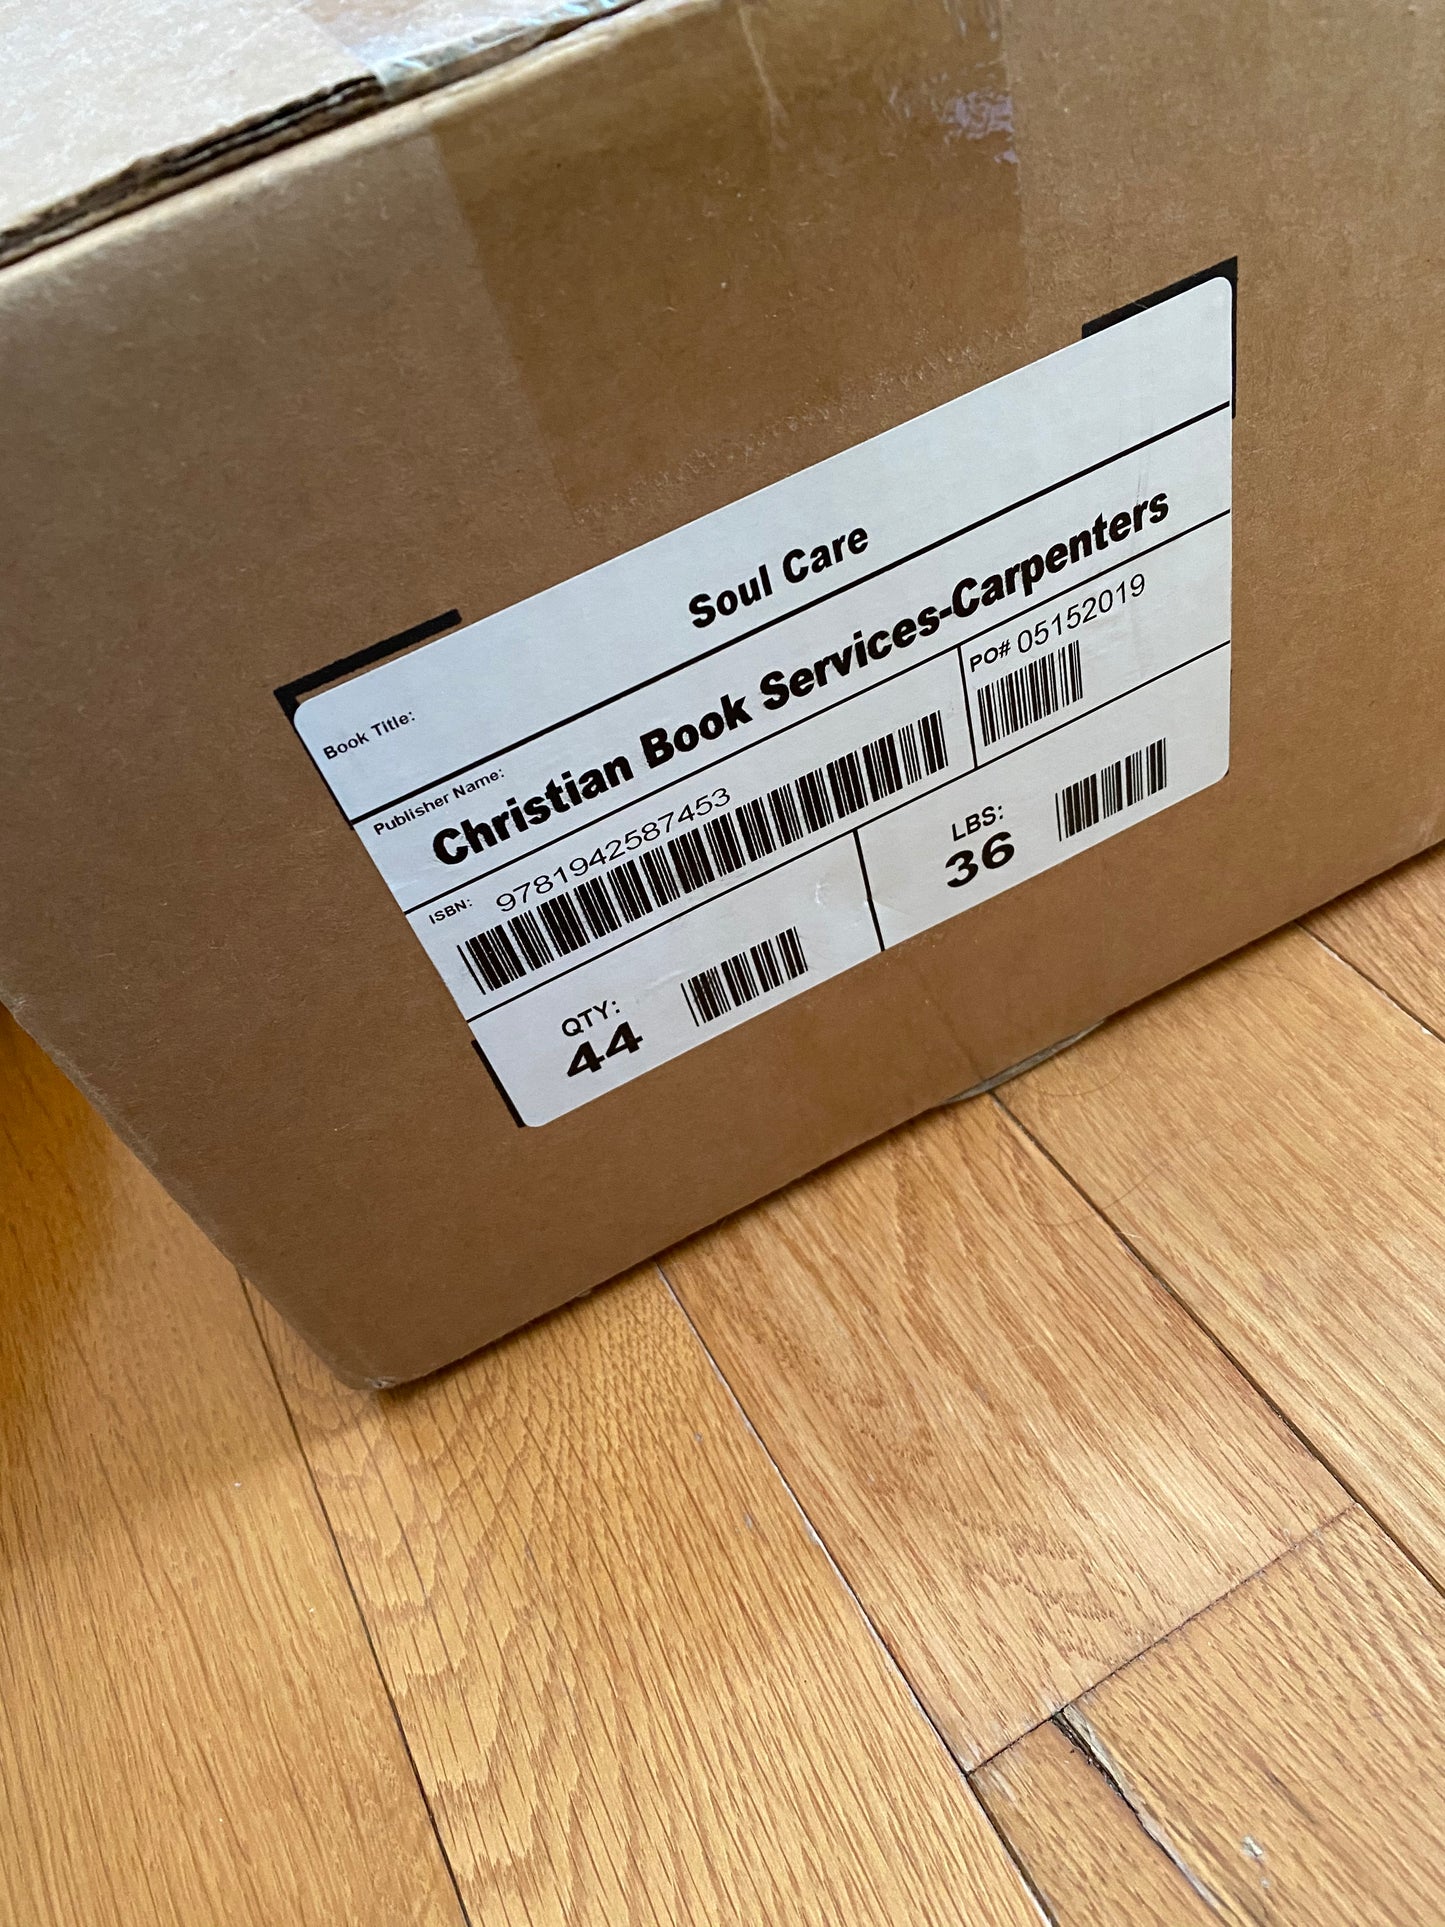 Book Title:
Soul Care
Publisher Name:
Christian Book Services-Carpenters
ISBN: 9781942587453
PO# 05152019
QTY:
44
LBS:
36